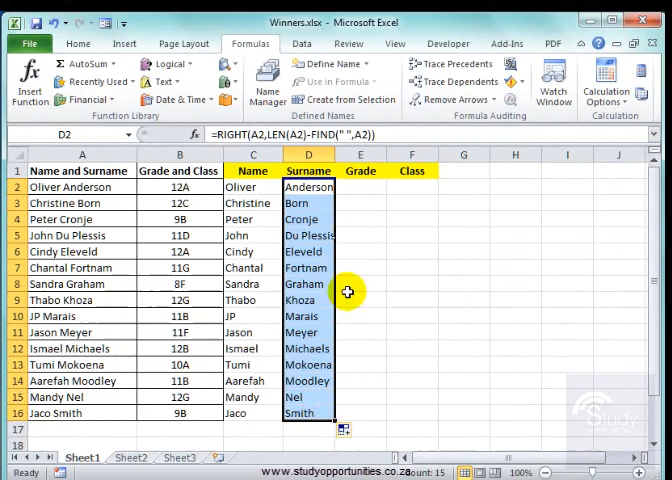 Winners.xlsx - Microsoft Excel
File Home Insert Page Layout Formulas Data Review View Developer Add-Ins PDF
fx Insert Function
Σ AutoSum
Recently Used
Financial
Logical
Text
Date & Time
Function Library
Name Manager
Define Name
Use in Formula
Create from Selection
Defined Names
Trace Precedents
Trace Dependents
Remove Arrows
Formula Auditing
Watch Window
Calculation Options
Calculation
D2 fx =RIGHT(A2,LEN(A2)-FIND(" ",A2))
A B C D E F G H I J
1 Name and Surname Grade and Class Name Surname Grade Class
2 Oliver Anderson 12A Oliver Anderson
3 Christine Born 12C Christine Born
4 Peter Cronje 9B Peter Cronje
5 John Du Plessis 11D John Du Plessis
6 Cindy Eleveld 12A Cindy Eleveld
7 Chantal Fortnam 11G Chantal Fortnam
8 Sandra Graham 8F Sandra Graham
9 Thabo Khoza 12G Thabo Khoza
10 JP Marais 11B JP Marais
11 Jason Meyer 11F Jason Meyer
12 Ismael Michaels 12B Ismael Michaels
13 Tumi Mokoena 10A Tumi Mokoena
14 Aarefah Moodley 11B Aarefah Moodley
15 Mandy Nel 12G Mandy Nel
16 Jaco Smith 9B Jaco Smith
17
18
Study
Sheet1 Sheet2 Sheet3
Ready www.studyopportunities.co.za Count: 15 100%